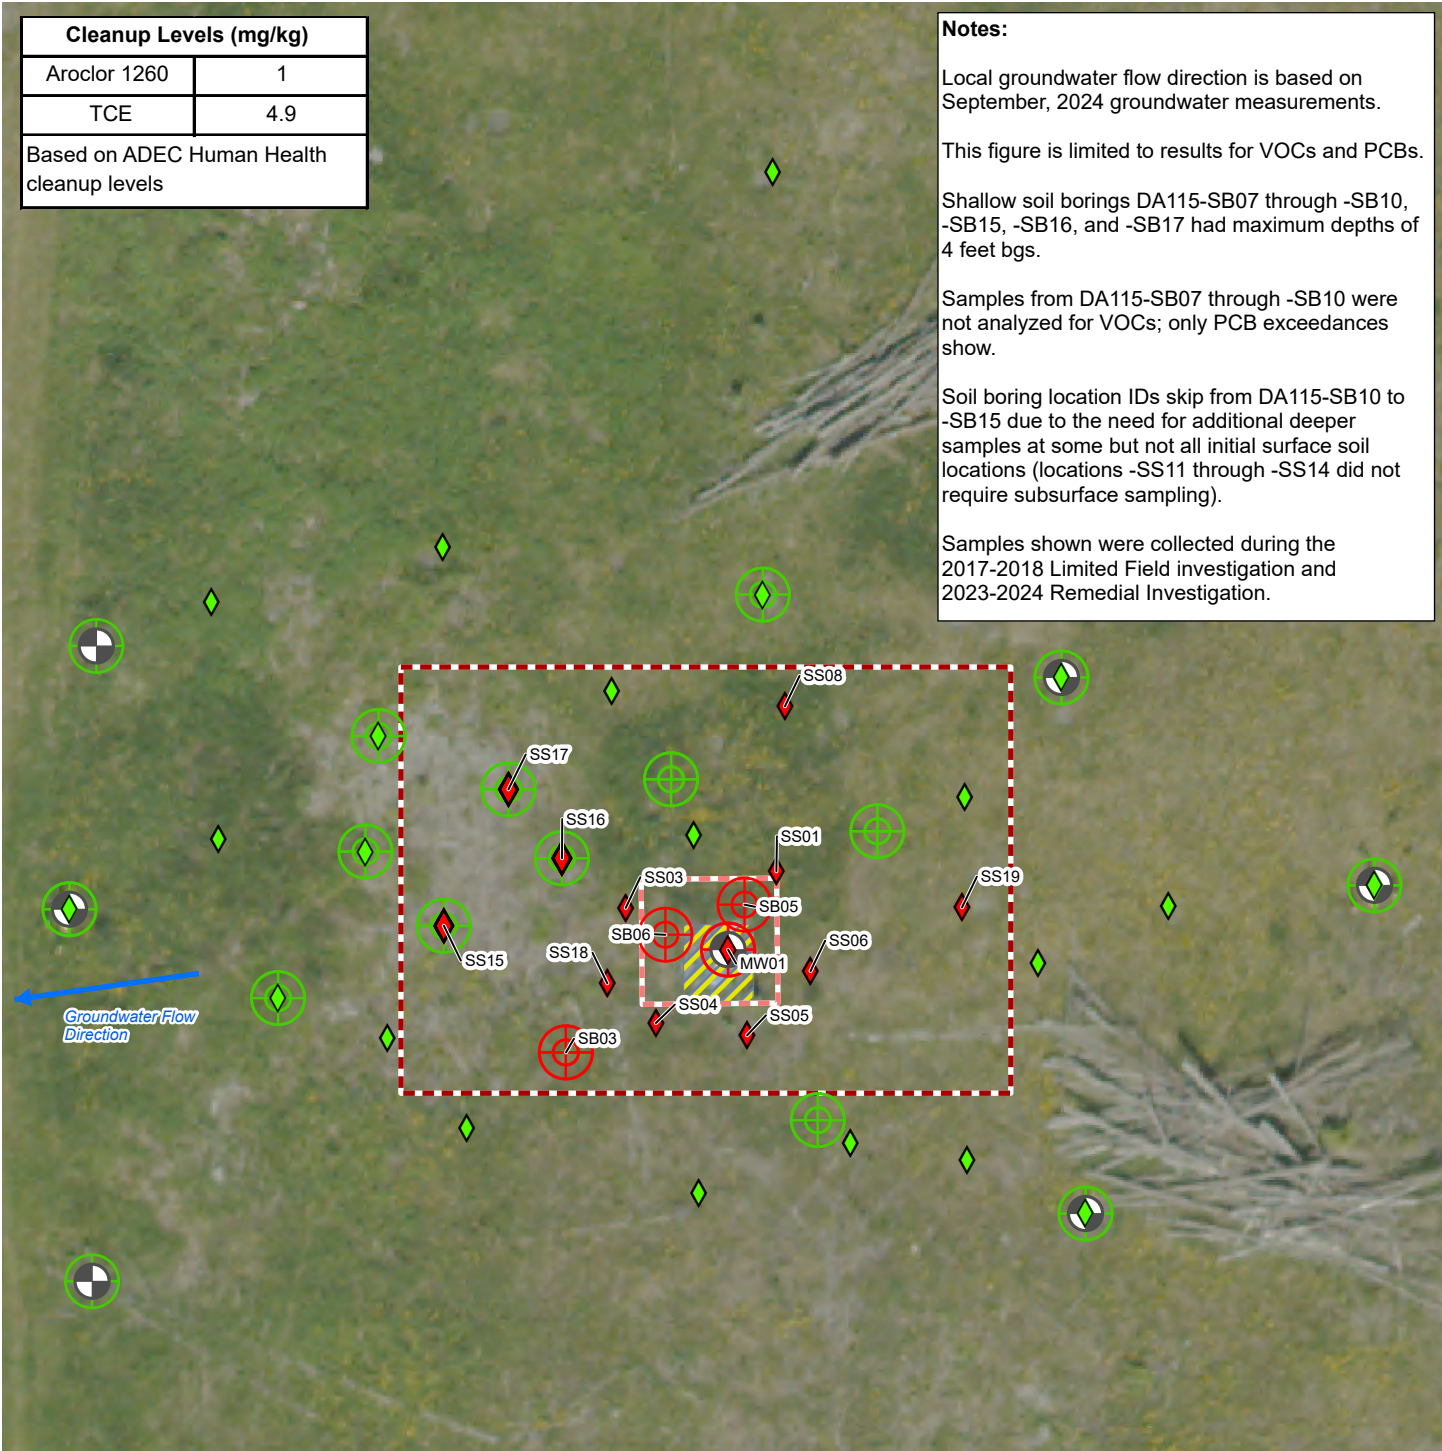 Cleanup Levels (mg/kg)
Aroclor 1260 1
TCE 4.9
Based on ADEC Human Health
cleanup levels
Notes:
Local groundwater flow direction is based on
September, 2024 groundwater measurements.
This figure is limited to results for VOCs and PCBs.
Shallow soil borings DA115-SB07 through -SB10,
-SB15, -SB16, and -SB17 had maximum depths of
4 feet bgs.
Samples from DA115-SB07 through -SB10 were
not analyzed for VOCs; only PCB exceedances
show.
Soil boring location IDs skip from DA115-SB10 to
-SB15 due to the need for additional deeper
samples at some but not all initial surface soil
locations (locations -SS11 through -SS14 did not
require subsurface sampling).
Samples shown were collected during the
2017-2018 Limited Field investigation and
2023-2024 Remedial Investigation.
SS08
SS17
SS16
SS01
SS03
SS19
SB05
SB06
SS06
SS18
SS15
MW01
SS04
SS05
SB03
Groundwater Flow
Direction